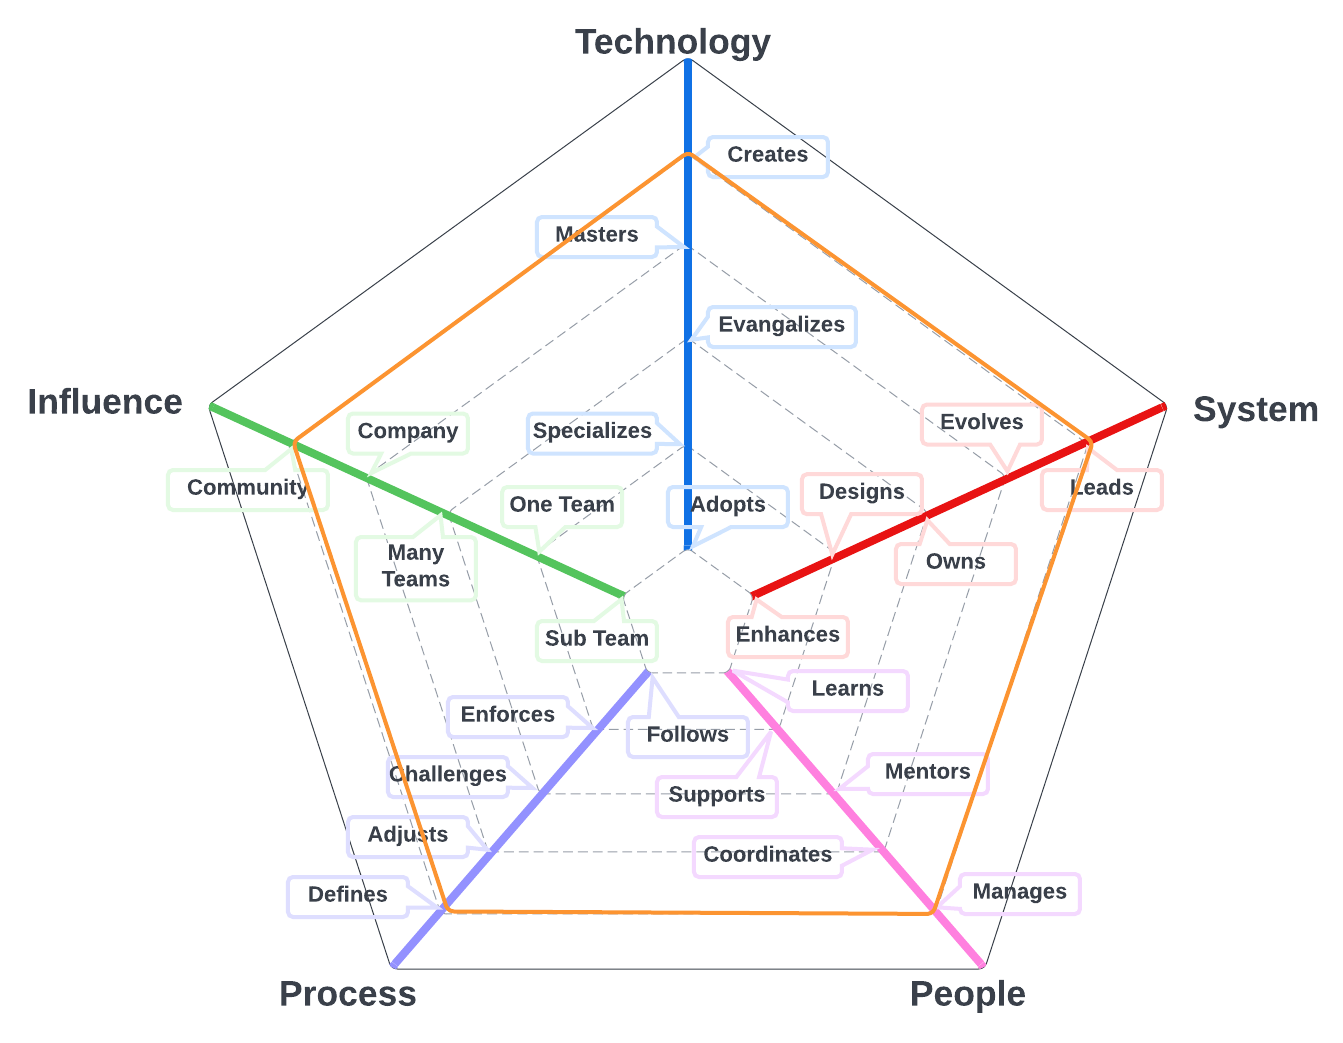 Technology
Creates
Masters
Evangalizes
Influence
System
Company
Specializes
Evolves
Community
One Team
Adopts
Designs
Leads
Many
Teams
Owns
Sub Team
Enhances
Learns
Enforces
Follows
Challenges
Supports
Mentors
Adjusts
Coordinates
Defines
Manages
Process
People